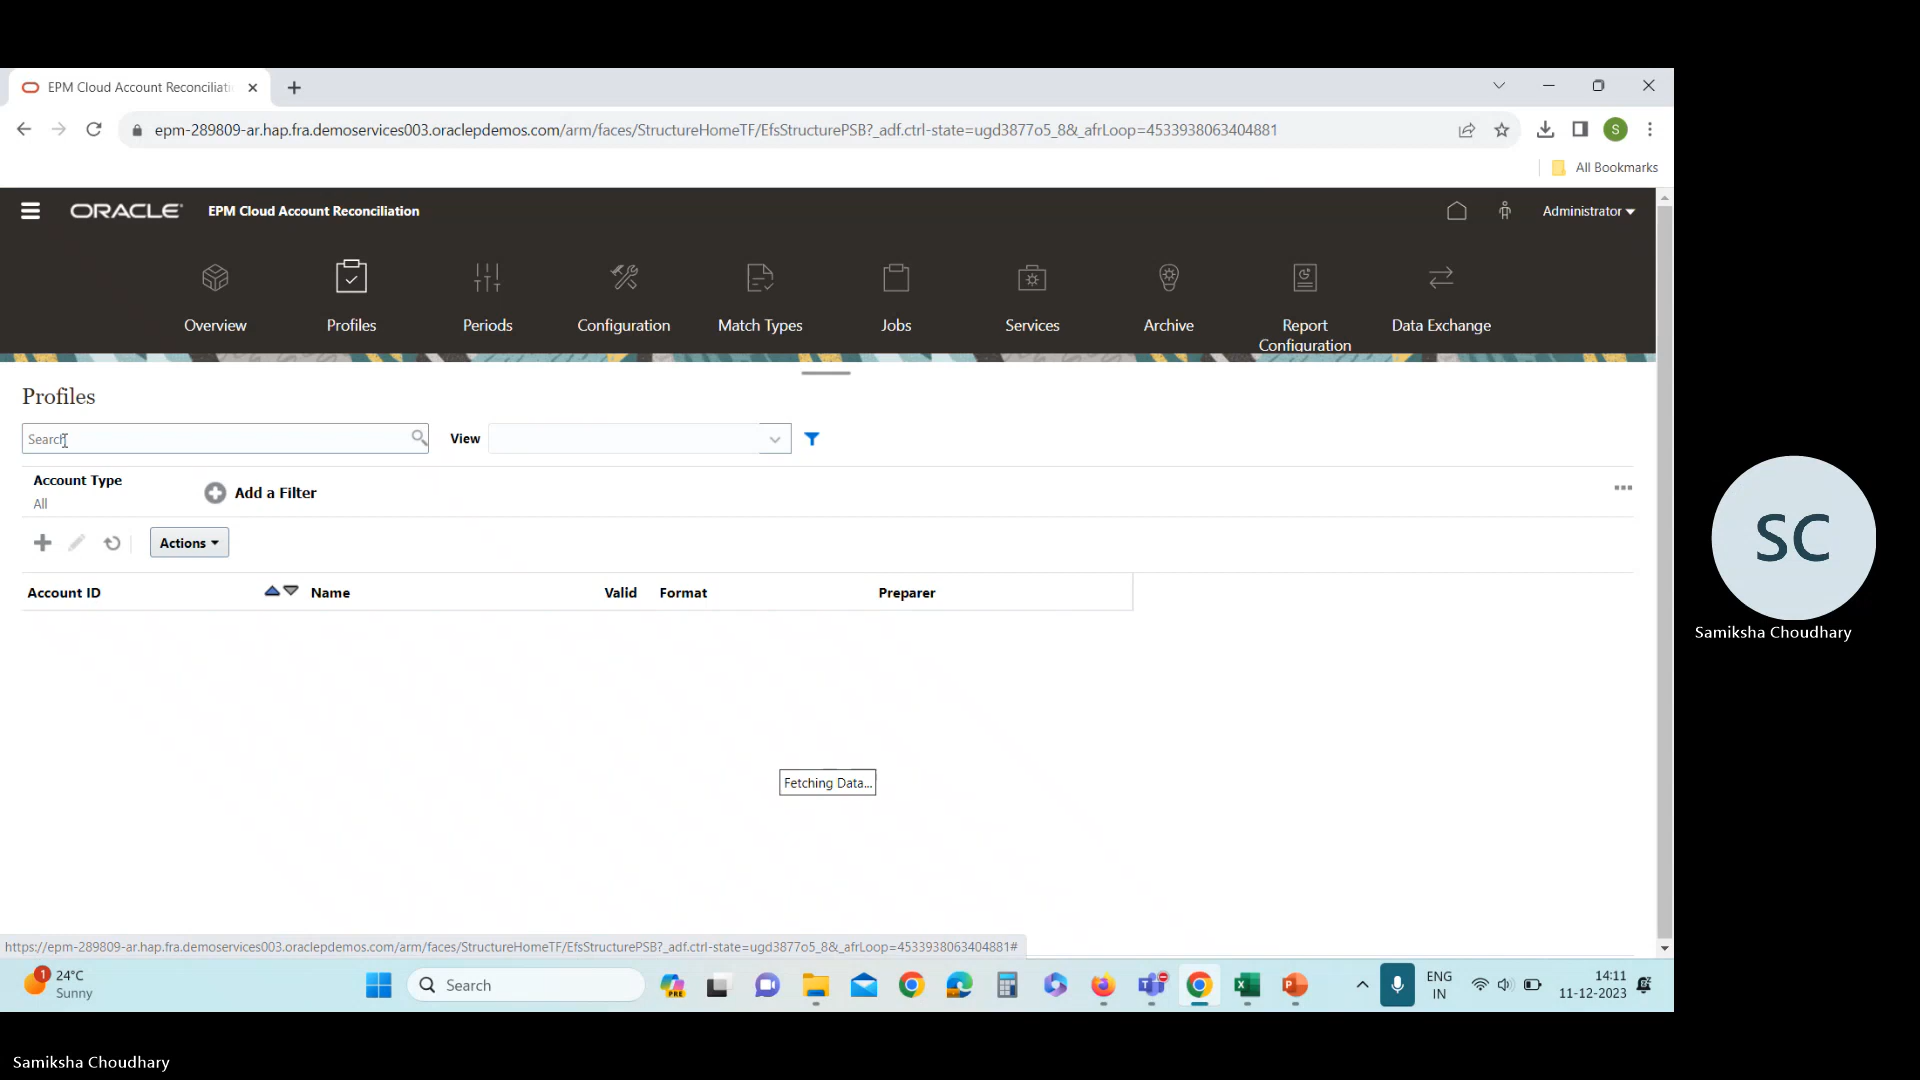 EPM Cloud Account Reconciliati
epm-289809-ar.hap.fra.demoservices003.oraclepdemos.com/arm/faces/StructureHomeTF/EfsStructurePSB?_adf.ctrl-state=ugd3877o5_8&_afrLoop=4533938063404881
S
All Bookmarks
ORACLE EPM Cloud Account Reconciliation
Administrator
Overview Profiles Periods Configuration Match Types Jobs Services Archive Report Configuration Data Exchange
Profiles
Search View
Account Type
All
Add a Filter
Actions
Account ID Name Valid Format Preparer
Fetching Data...
https://epm-289809-ar.hap.fra.demoservices003.oraclepdemos.com/arm/faces/StructureHomeTF/EfsStructurePSB?_adf.ctrl-state=ugd3877o5_8&_afrLoop=4533938063404881#
1
24°C
Sunny
Search
PRE
ENG
IN
14:11
11-12-2023
SC
Samiksha Choudhary
Samiksha Choudhary